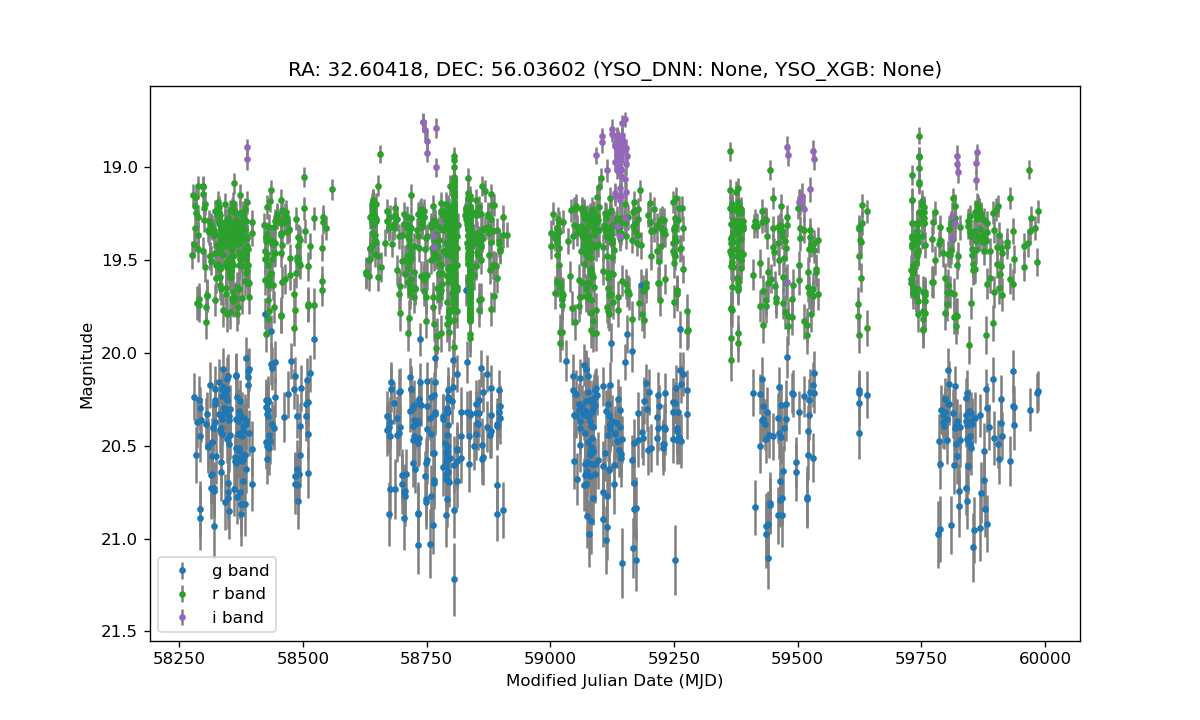 RA: 32.60418, DEC: 56.03602 (YSO_DNN: None, YSO_XGB: None)
19.0
19.5
20.0
20.5
21.0
21.5
Magnitude
g band
r band
i band
58250 58500 58750 59000 59250 59500 59750 60000
Modified Julian Date (MJD)